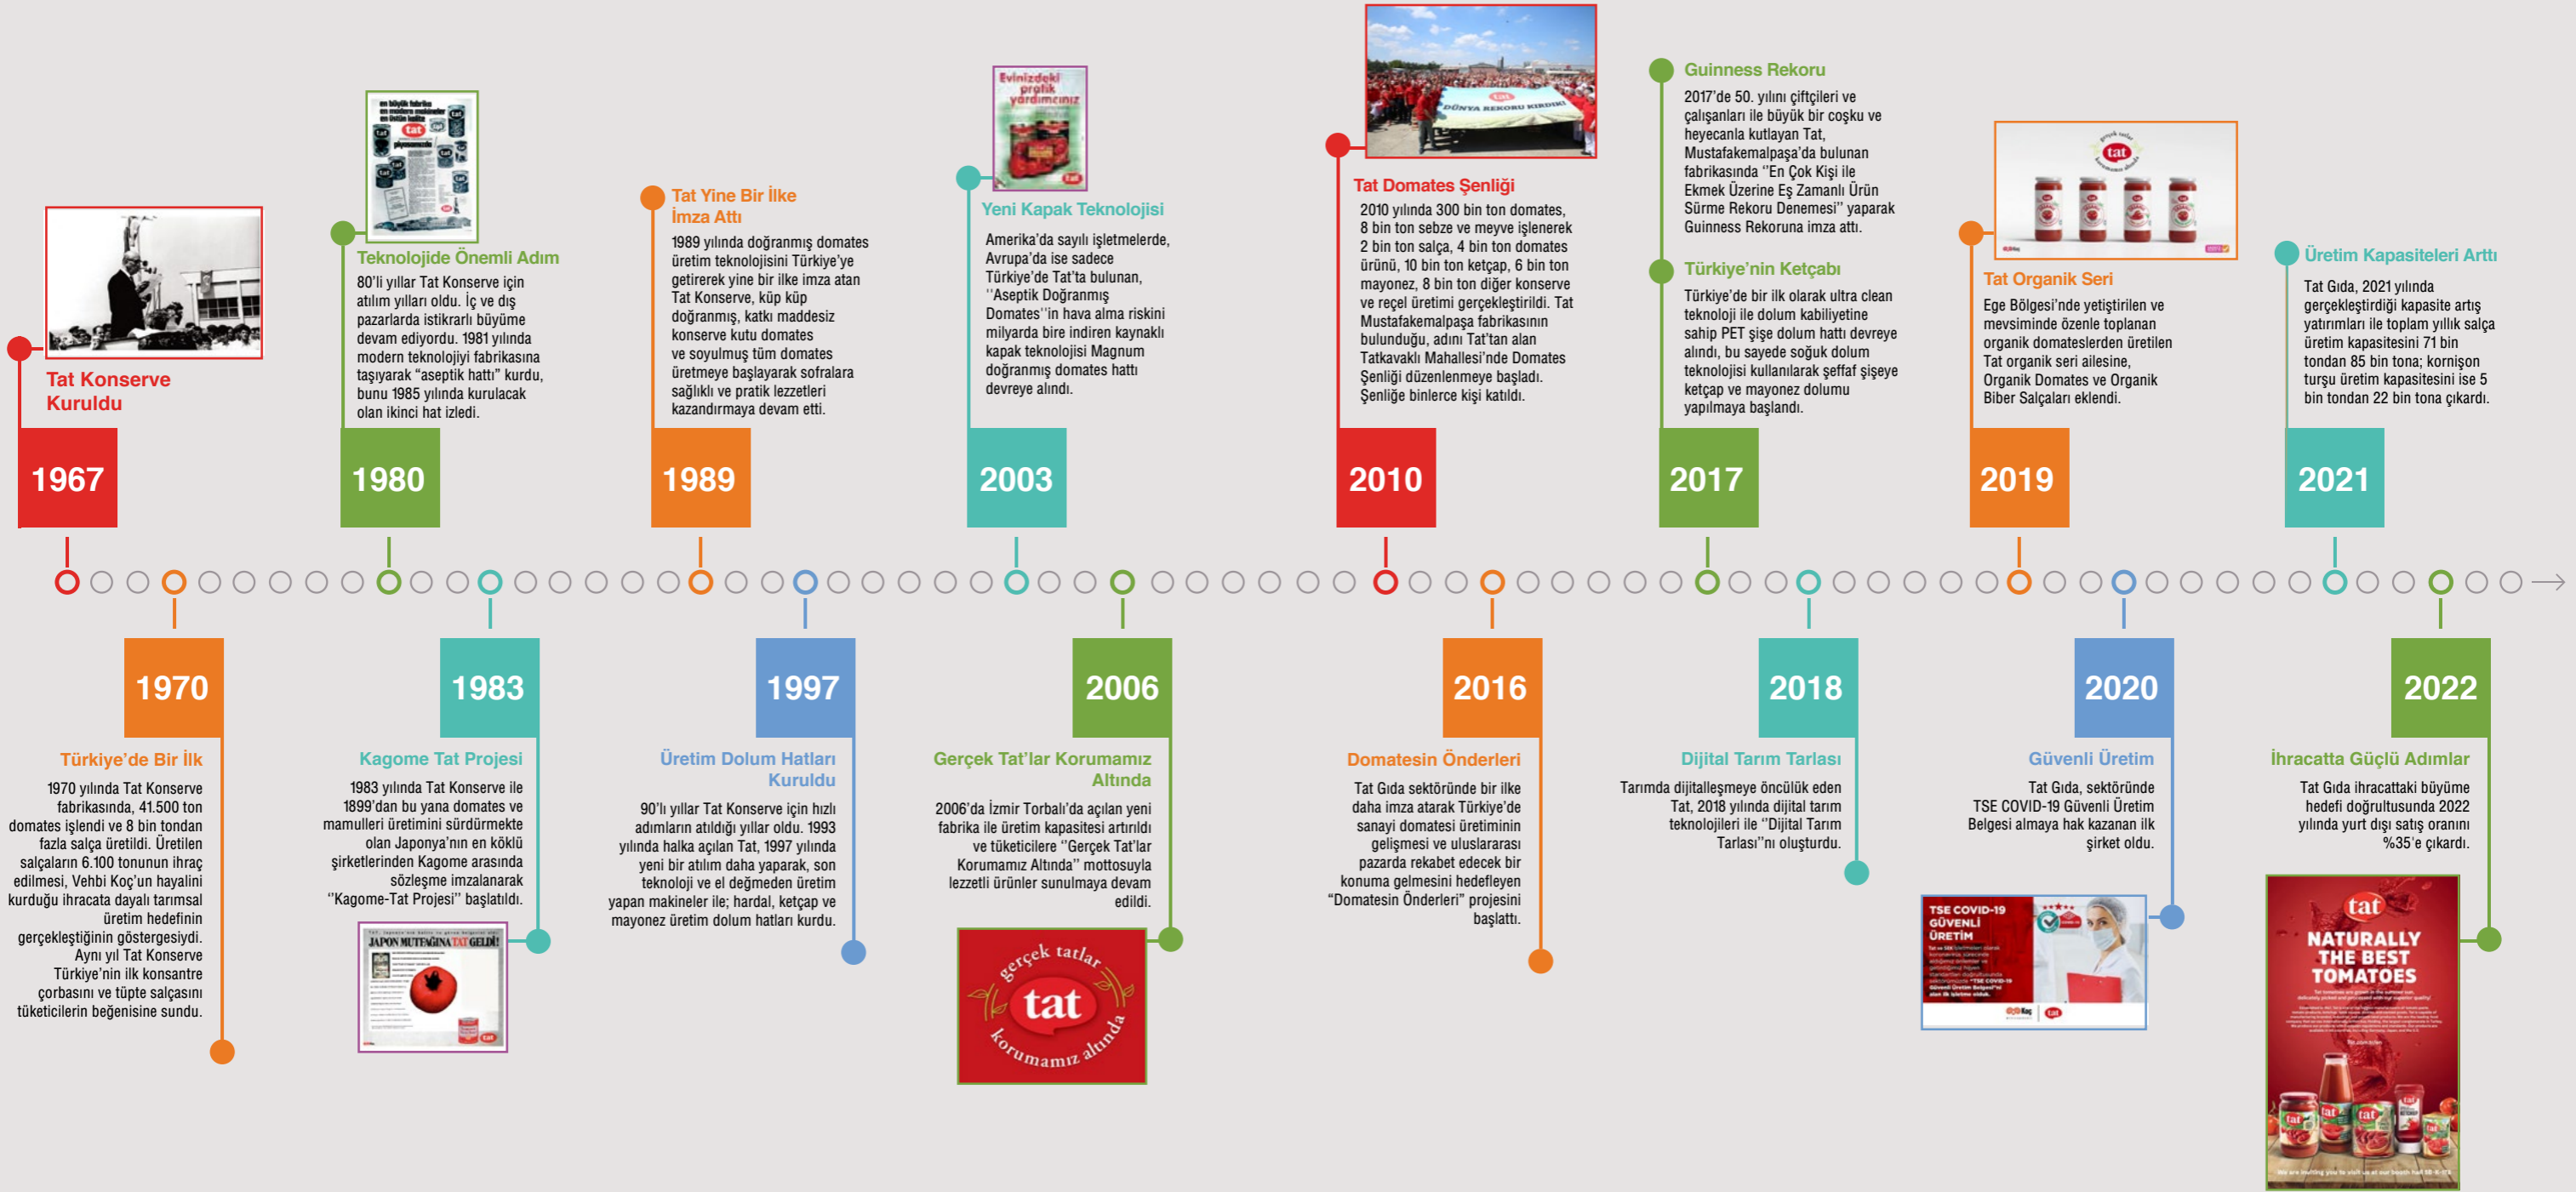 Tat Konserve
Kuruldu
1967
en büyük fabrika
en modern makineler
en üstün kalite
tat
piyasamızda
Teknolojide Önemli Adım
80'li yıllar Tat Konserve için
atılım yılları oldu. İç ve dış
pazarlarda istikrarlı büyüme
devam ediyordu. 1981 yılında
modern teknolojiyi fabrikasına
taşıyarak “aseptik hattı” kurdu,
bunu 1985 yılında kurulacak
olan ikinci hat izledi.
1980
Tat Yine Bir İlke
İmza Attı
1989 yılında doğranmış domates
üretim teknolojisini Türkiye'ye
getirerek yine bir ilke imza atan
Tat Konserve, küp küp
doğranmış, katkı maddesiz
konserve kutu domates
ve soyulmuş tüm domates
üretmeye başlayarak sofralara
sağlıklı ve pratik lezzetleri
kazandırmaya devam etti.
1989
Evinizdeki
pratik
yardımcınız
tat
Yeni Kapak Teknolojisi
Amerika'da sayılı işletmelerde,
Avrupa'da ise sadece
Türkiye'de Tat'ta bulunan,
''Aseptik Doğranmış
Domates''in hava alma riskini
milyarda bire indiren kaynaklı
kapak teknolojisi Magnum
doğranmış domates hattı
devreye alındı.
2003
tat
DÜNYA REKORU KIRDIK!
Tat Domates Şenliği
2010 yılında 300 bin ton domates,
8 bin ton sebze ve meyve işlenerek
2 bin ton salça, 4 bin ton domates
ürünü, 10 bin ton ketçap, 6 bin ton
mayonez, 8 bin ton diğer konserve
ve reçel üretimi gerçekleştirildi. Tat
Mustafakemalpaşa fabrikasının
bulunduğu, adını Tat'tan alan
Tatkavaklı Mahallesi'nde Domates
Şenliği düzenlenmeye başladı.
Şenliğe binlerce kişi katıldı.
2010
Guinness Rekoru
2017'de 50. yılını çiftçileri ve
çalışanları ile büyük bir coşku ve
heyecanla kutlayan Tat,
Mustafakemalpaşa'da bulunan
fabrikasında ‘’En Çok Kişi ile
Ekmek Üzerine Eş Zamanlı Ürün
Sürme Rekoru Denemesi’’ yaparak
Guinness Rekoruna imza attı.
Türkiye'nin Ketçabı
Türkiye'de bir ilk olarak ultra clean
teknoloji ile dolum kabiliyetine
sahip PET şişe dolum hattı devreye
alındı, bu sayede soğuk dolum
teknolojisi kullanılarak şeffaf şişeye
ketçap ve mayonez dolumu
yapılmaya başlandı.
2017
gerçek tatlar
tat
korumamız altında
Koç
Tat Organik Seri
Ege Bölgesi'nde yetiştirilen ve
mevsiminde özenle toplanan
organik domateslerden üretilen
Tat organik seri ailesine,
Organik Domates ve Organik
Biber Salçaları eklendi.
2019
Üretim Kapasiteleri Arttı
Tat Gıda, 2021 yılında
gerçekleştirdiği kapasite artış
yatırımları ile toplam yıllık salça
üretim kapasitesini 71 bin
tondan 85 bin tona; kornişon
turşu üretim kapasitesini ise 5
bin tondan 22 bin tona çıkardı.
2021
1970
Türkiye'de Bir İlk
1970 yılında Tat Konserve
fabrikasında, 41.500 ton
domates işlendi ve 8 bin tondan
fazla salça üretildi. Üretilen
salçaların 6.100 tonunun ihraç
edilmesi, Vehbi Koç'un hayalini
kurduğu ihracata dayalı tarımsal
üretim hedefinin
gerçekleştiğinin göstergesiydi.
Aynı yıl Tat Konserve
Türkiye'nin ilk konsantre
çorbasını ve tüpte salçasını
tüketicilerin beğenisine sundu.
1983
Kagome Tat Projesi
1983 yılında Tat Konserve ile
1899'dan bu yana domates ve
mamulleri üretimini sürdürmekte
olan Japonya'nın en köklü
şirketlerinden Kagome arasında
sözleşme imzalanarak
‘’Kagome-Tat Projesi’’ başlatıldı.
JAPON MUTFAĞINA TAT GELDİ!
tat
1997
Üretim Dolum Hatları
Kuruldu
90'lı yıllar Tat Konserve için hızlı
adımların atıldığı yıllar oldu. 1993
yılında halka açılan Tat, 1997 yılında
yeni bir atılım daha yaparak, son
teknoloji ve el değmeden üretim
yapan makineler ile; hardal, ketçap ve
mayonez üretim dolum hatları kurdu.
2006
Gerçek Tat'lar Korumamız
Altında
2006'da İzmir Torbalı'da açılan yeni
fabrika ile üretim kapasitesi artırıldı
ve tüketicilere ‘’Gerçek Tat'lar
Korumamız Altında’’ mottosuyla
lezzetli ürünler sunulmaya devam
edildi.
gerçek tatlar
tat
korumamız altında
2016
Domatesin Önderleri
Tat Gıda sektöründe bir ilke
daha imza atarak Türkiye'de
sanayi domatesi üretiminin
gelişmesi ve uluslararası
pazarda rekabet edecek bir
konuma gelmesini hedefleyen
“Domatesin Önderleri” projesini
başlattı.
2018
Dijital Tarım Tarlası
Tarımda dijitalleşmeye öncülük eden
Tat, 2018 yılında dijital tarım
teknolojileri ile ‘’Dijital Tarım
Tarlası’’nı oluşturdu.
2020
Güvenli Üretim
Tat Gıda, sektöründe
TSE COVID-19 Güvenli Üretim
Belgesi almaya hak kazanan ilk
şirket oldu.
TSE COVID-19
GÜVENLİ
ÜRETİM
Koç
tat
2022
İhracatta Güçlü Adımlar
Tat Gıda ihracattaki büyüme
hedefi doğrultusunda 2022
yılında yurt dışı satış oranını
%35'e çıkardı.
tat
NATURALLY
THE BEST
TOMATOES